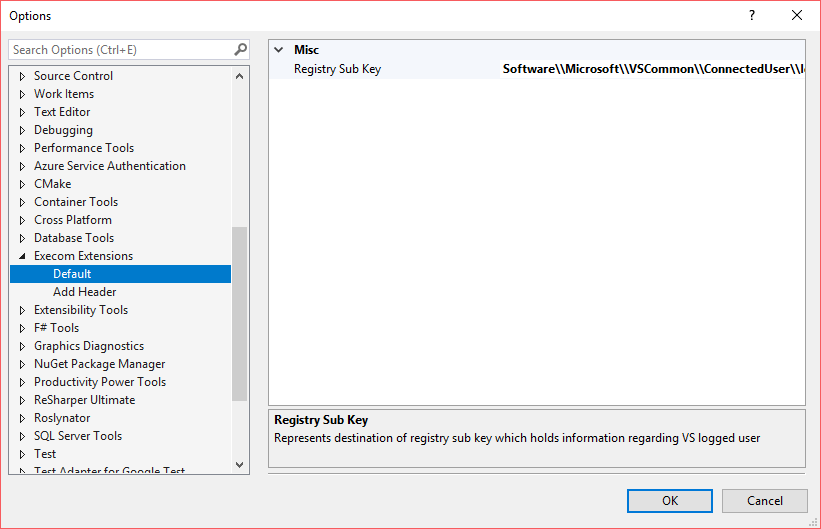 Options
Search Options (Ctrl+E)
Source Control
Work Items
Text Editor
Debugging
Performance Tools
Azure Service Authentication
CMake
Container Tools
Cross Platform
Database Tools
Execom Extensions
Default
Add Header
Extensibility Tools
F# Tools
Graphics Diagnostics
NuGet Package Manager
Productivity Power Tools
ReSharper Ultimate
Roslynator
SQL Server Tools
Test
Test Adapter for Google Test
Misc
Registry Sub Key Software\\Microsoft\\VSCommon\\ConnectedUser\\
Registry Sub Key
Represents destination of registry sub key which holds information regarding VS logged user
OK Cancel